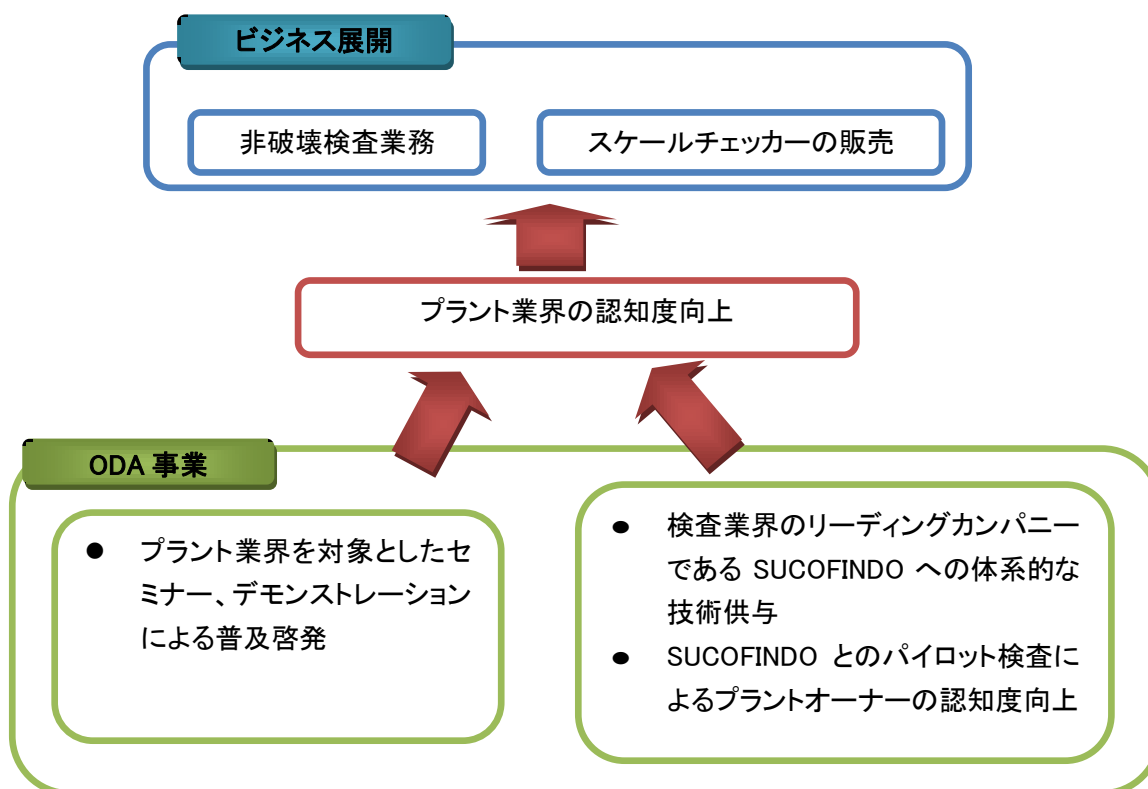 ビジネス展開
非破壊検査業務
スケールチェッカーの販売
プラント業界の認知度向上
ODA 事業
● プラント業界を対象としたセ
ミナー、デモンストレーション
による普及啓発
● 検査業界のリーディングカンパニー
である SUCOFINDO への体系的な
技術供与
● SUCOFINDO とのパイロット検査に
よるプラントオーナーの認知度向上